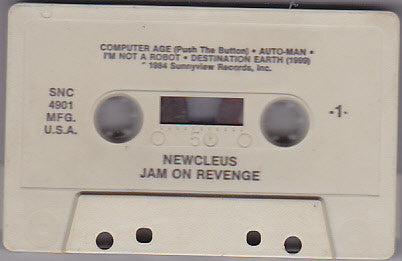 COMPUTER AGE (Push The Button) • AUTO-MAN •
I'M NOT A ROBOT • DESTINATION EARTH (1999)
℗ 1984 Sunnyview Records, Inc.
SNC
4901
MFG.
U.S.A.
-1-
50
NEWCLEUS
JAM ON REVENGE